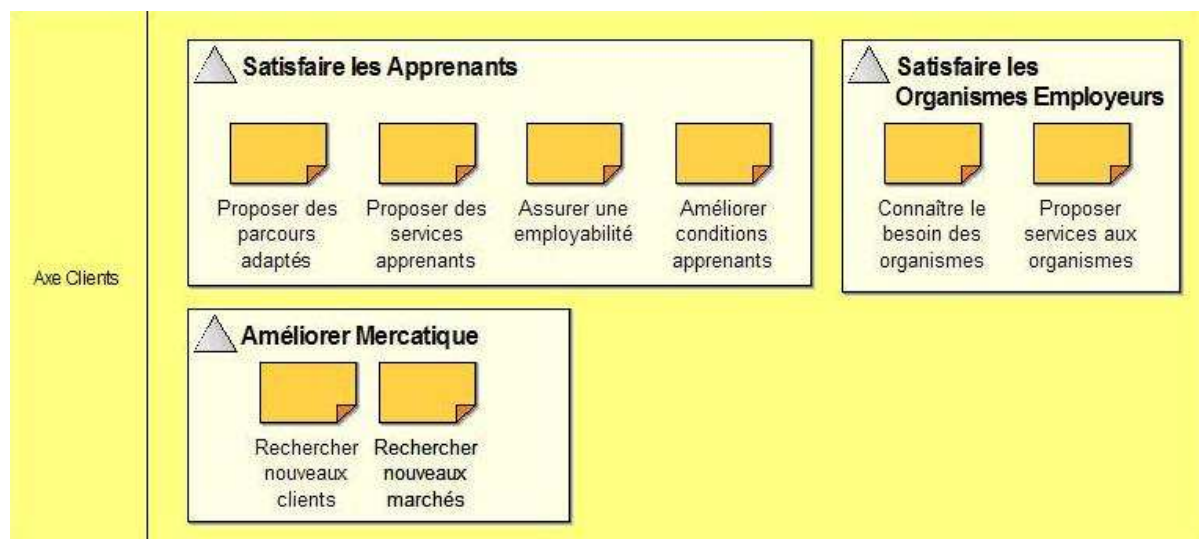 Axe Clients
Satisfaire les Apprenants
Proposer des
parcours
adaptés
Proposer des
services
apprenants
Assurer une
employabilité
Améliorer
conditions
apprenants
Satisfaire les
Organismes Employeurs
Connaître le
besoin des
organismes
Proposer
services aux
organismes
Améliorer Mercatique
Rechercher
nouveaux
clients
Rechercher
nouveaux
marchés